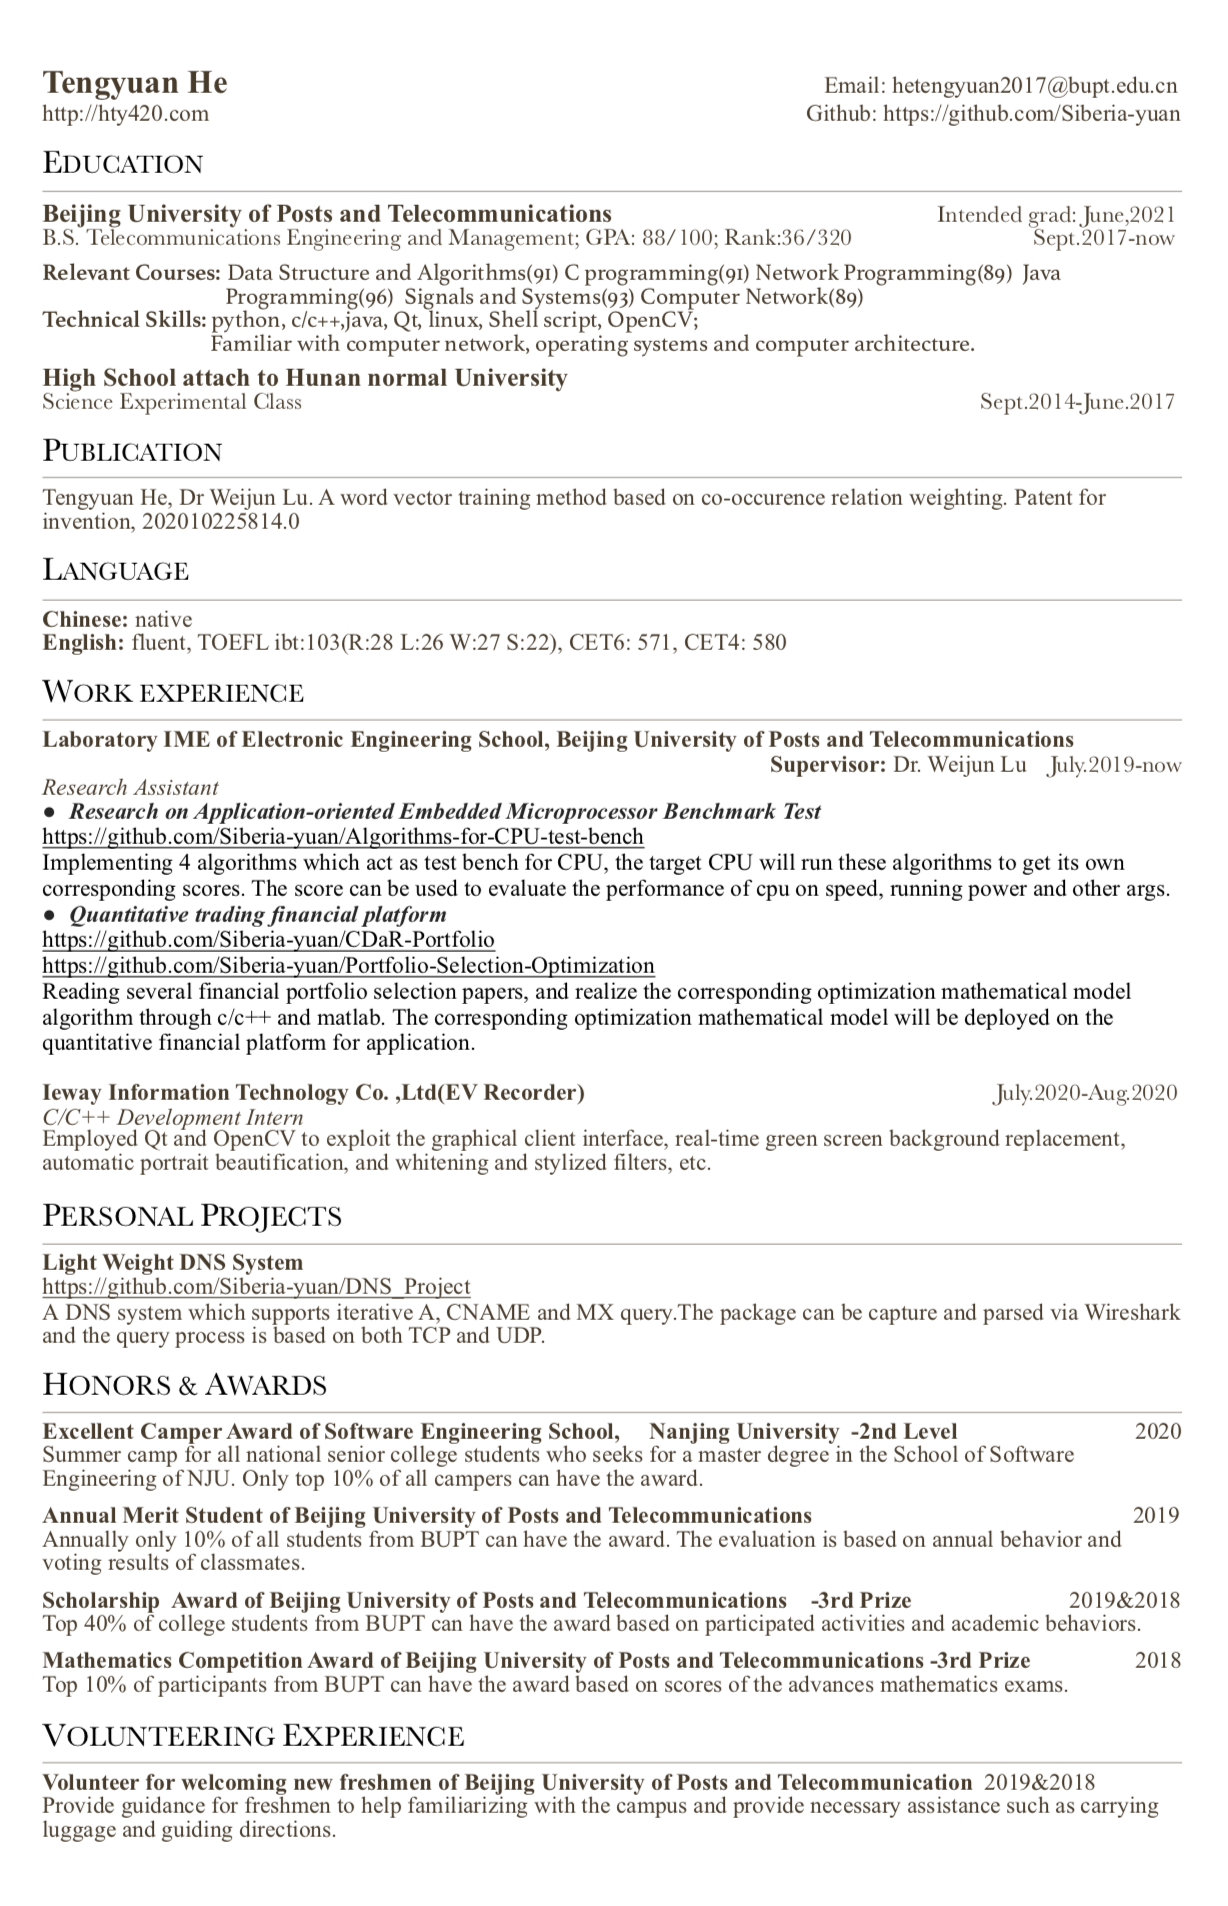 Tengyuan He
Email: hetengyuan2017@bupt.edu.cn
http://hty420.com
Github: https://github.com/Siberia-yuan
EDUCATION
Beijing University of Posts and Telecommunications Intended grad: June,2021
B.S. Telecommunications Engineering and Management; GPA: 88/100; Rank:36/320 Sept.2017-now
Relevant Courses: Data Structure and Algorithms(91) C programming(91) Network Programming(89) Java
Programming(96) Signals and Systems(93) Computer Network(89)
Technical Skills: python, c/c++,java, Qt, linux, Shell script, OpenCV;
Familiar with computer network, operating systems and computer architecture.
High School attach to Hunan normal University
Science Experimental Class Sept.2014-June.2017
PUBLICATION
Tengyuan He, Dr Weijun Lu. A word vector training method based on co-occurence relation weighting. Patent for
invention, 202010225814.0
LANGUAGE
Chinese: native
English: fluent, TOEFL ibt:103(R:28 L:26 W:27 S:22), CET6: 571, CET4: 580
WORK EXPERIENCE
Laboratory IME of Electronic Engineering School, Beijing University of Posts and Telecommunications
Supervisor: Dr. Weijun Lu July.2019-now
Research Assistant
● Research on Application-oriented Embedded Microprocessor Benchmark Test
https://github.com/Siberia-yuan/Algorithms-for-CPU-test-bench
Implementing 4 algorithms which act as test bench for CPU, the target CPU will run these algorithms to get its own
corresponding scores. The score can be used to evaluate the performance of cpu on speed, running power and other args.
● Quantitative trading financial platform
https://github.com/Siberia-yuan/CDaR-Portfolio
https://github.com/Siberia-yuan/Portfolio-Selection-Optimization
Reading several financial portfolio selection papers, and realize the corresponding optimization mathematical model
algorithm through c/c++ and matlab. The corresponding optimization mathematical model will be deployed on the
quantitative financial platform for application.
Ieway Information Technology Co. ,Ltd(EV Recorder) July.2020-Aug.2020
C/C++ Development Intern
Employed Qt and OpenCV to exploit the graphical client interface, real-time green screen background replacement,
automatic portrait beautification, and whitening and stylized filters, etc.
PERSONAL PROJECTS
Light Weight DNS System
https://github.com/Siberia-yuan/DNS_Project
A DNS system which supports iterative A, CNAME and MX query.The package can be capture and parsed via Wireshark
and the query process is based on both TCP and UDP.
HONORS & AWARDS
Excellent Camper Award of Software Engineering School, Nanjing University -2nd Level 2020
Summer camp for all national senior college students who seeks for a master degree in the School of Software
Engineering of NJU. Only top 10% of all campers can have the award.
Annual Merit Student of Beijing University of Posts and Telecommunications 2019
Annually only 10% of all students from BUPT can have the award. The evaluation is based on annual behavior and
voting results of classmates.
Scholarship Award of Beijing University of Posts and Telecommunications -3rd Prize 2019&2018
Top 40% of college students from BUPT can have the award based on participated activities and academic behaviors.
Mathematics Competition Award of Beijing University of Posts and Telecommunications -3rd Prize 2018
Top 10% of participants from BUPT can have the award based on scores of the advances mathematics exams.
VOLUNTEERING EXPERIENCE
Volunteer for welcoming new freshmen of Beijing University of Posts and Telecommunication 2019&2018
Provide guidance for freshmen to help familiarizing with the campus and provide necessary assistance such as carrying
luggage and guiding directions.